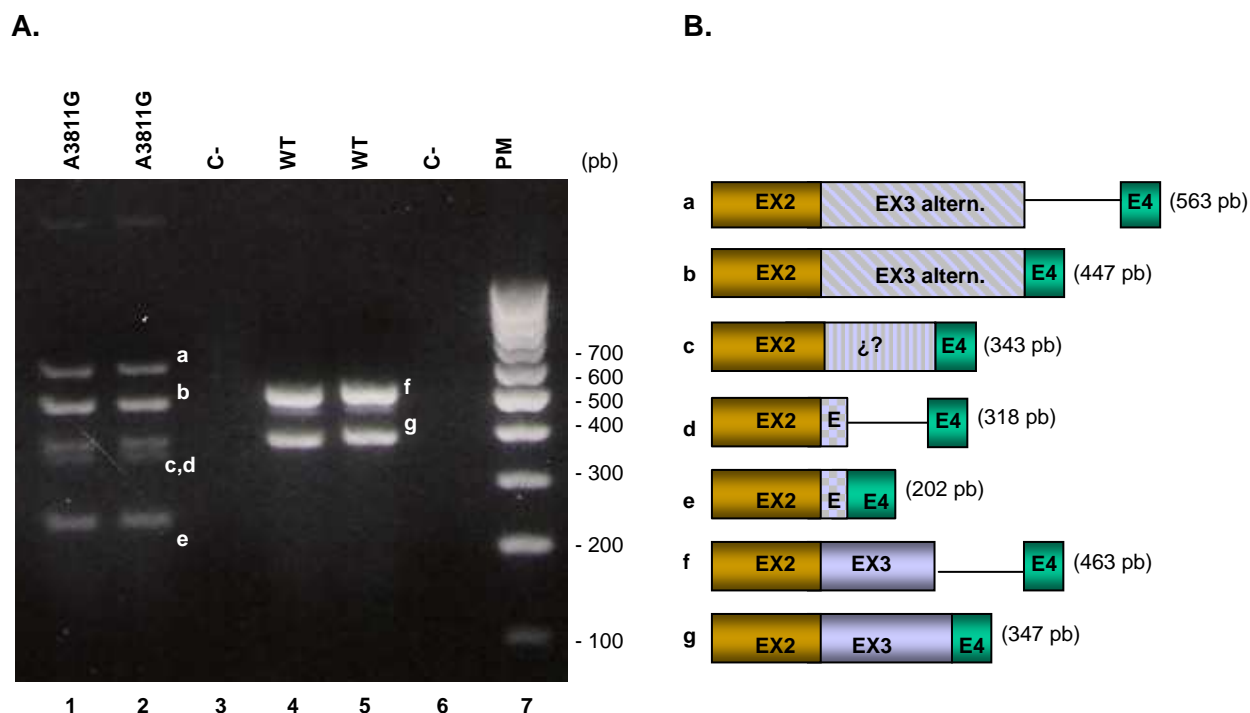 A.
B.
A3811G
A3811G
C-
WT
WT
C-
PM
(pb)
a
b
c,d
e
f
g
- 700
- 600
- 500
- 400
- 300
- 200
- 100
1 2 3 4 5 6 7
a EX2 EX3 altern. E4 (563 pb)
b EX2 EX3 altern. E4 (447 pb)
c EX2 ¿? E4 (343 pb)
d EX2 E E4 (318 pb)
e EX2 E E4 (202 pb)
f EX2 EX3 E4 (463 pb)
g EX2 EX3 E4 (347 pb)